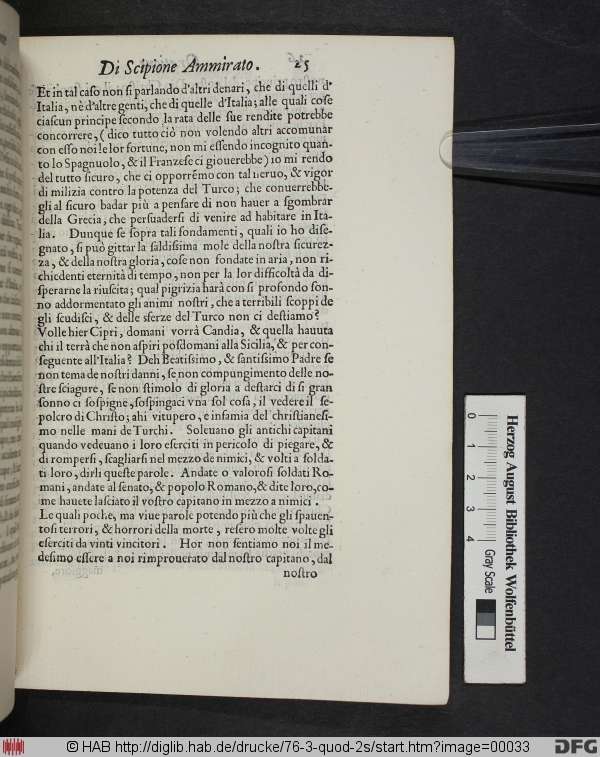 Di Scipione Ammirato. 25
Et in tal caſo non ſi parlando d'altri denari, che di quelli d'
Italia, nè d'altre genti, che di quelle d'Italia; alle quali coſe
ciaſcun principe ſecondo la rata delle ſue rendite potrebbe
concorrere, (dico tutto ciò non volendo altri accomunàr
con eſſo noi le lor fortune, non mi eſſendo incognito quan-
to lo Spagnuolo, & il Franzeſe ci giouerebbe) io mi rendo
del tutto ſicuro, che ci opporrémo con tal neruo, & vigor
di milizia contro la potenza del Turco; che conuerrebbe-
gli al ſicuro badar più a penſare di non hauer a ſgombràr
della Grecia, che perſuaderſi di venire ad habitare in Ita-
lia. Dunque ſe ſopra tali fondamenti, quali io ho diſe-
gnato, ſi può gittar la ſaldiſſima mole della noſtra ſicurez-
za, & della noſtra gloria, coſe non fondate in aria, non ri-
chiedenti eternità di tempo, non per la lor difficoltà da di-
ſperarne la riuſcita; qual pigrizia harà con ſi profondo ſon-
no addormentato gli animi noſtri, che a terribili ſcoppi de
gli ſcudiſci, & delle sferze del Turco non ci deſtiamo?
Volle hier Cipri, domani vorrà Candia, & quella hauuta
chi il terrà che non aſpiri poſdomani alla Sicilia, & per con-
ſeguente all'Italia? Deh Beatiſſimo, & ſantiſſimo Padre ſe
non tema de noſtri danni, ſe non compungimento delle no-
ſtre ſciagure, ſe non ſtimolo di gloria a deſtarci di ſi gran
ſonno ci ſoſpigne, ſoſpingaci vna ſol coſa, il vedere il ſe-
polcro di Chriſto; ahi vitupero, e infamia del chriſtianeſi-
mo nelle mani de Turchi. Soleuano gli antichi capitani
quando vedeuano i loro eſerciti in pericolo di piegare, &
di romperſi, ſcagliarſi nel mezzo de nimici, & volti a ſolda-
ti loro, dirli queſte parole. Andate o valoroſi ſoldati Ro-
mani, andate al ſenato, & popolo Romano, & dite loro, co-
me hauete laſciato il voſtro capitano in mezzo a nimici.
Le quali poche, ma viue parole potendo più che gli ſpauen-
toſi terrori, & horrori della morte, reſero molte volte gli
eſerciti da vinti vincitori. Hor non ſentiamo noi il me-
deſimo eſſere a noi rimprouerato dal noſtro capitano, dal
noſtro
0 1 2 3 4
Gray Scale
Herzog August Bibliothek Wolfenbüttel
© HAB http://diglib.hab.de/drucke/76-3-quod-2s/start.htm?image=00033
DFG